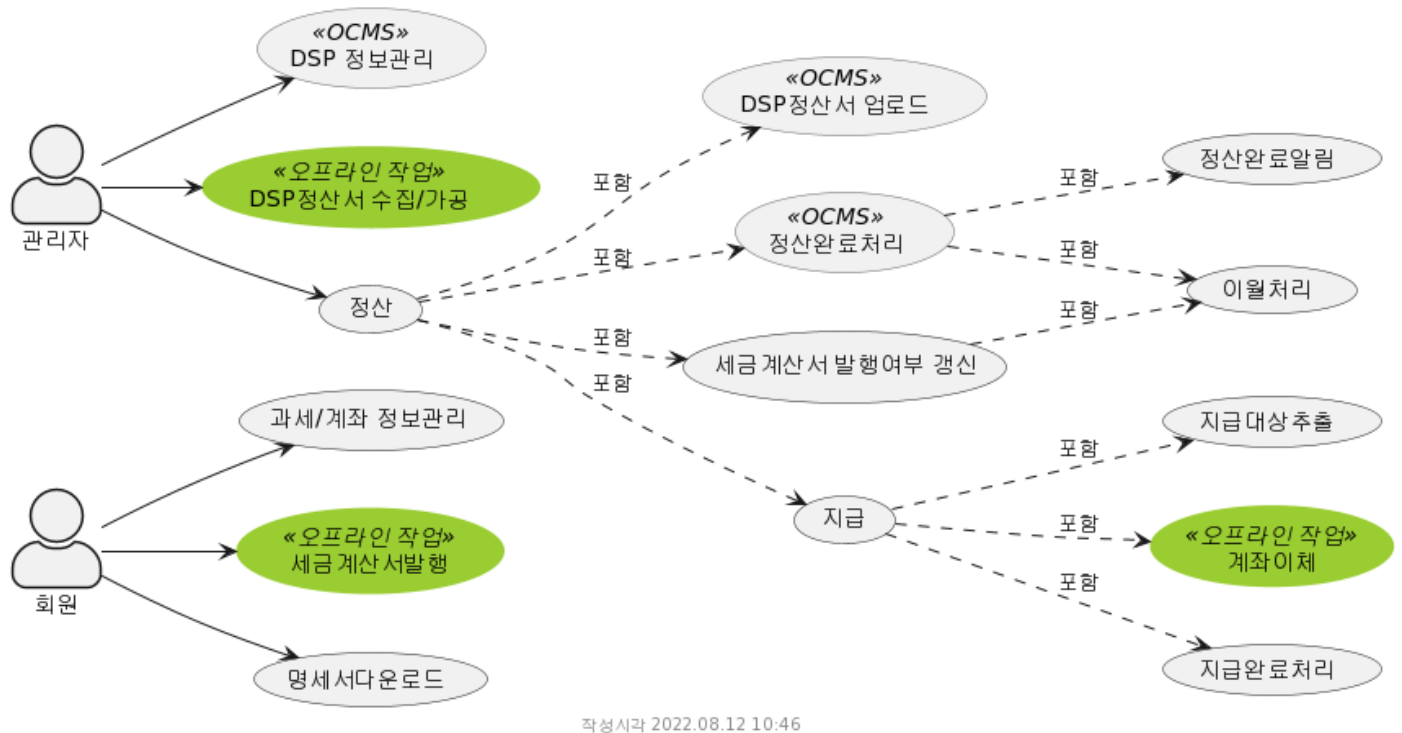 «OCMS»
DSP 정보관리
«오프라인 작업»
DSP정산서 수집/가공
관리자
정산
포함
포함
포함
포함
«OCMS»
DSP정산서 업로드
«OCMS»
정산완료처리
세금계산서 발행여부 갱신
지급
포함
포함
포함
정산완료알림
이월처리
포함
포함
포함
지급대상추출
«오프라인 작업»
계좌이체
지급완료처리
과세/계좌 정보관리
«오프라인 작업»
세금계산서발행
회원
명세서다운로드
작성시각 2022.08.12 10:46